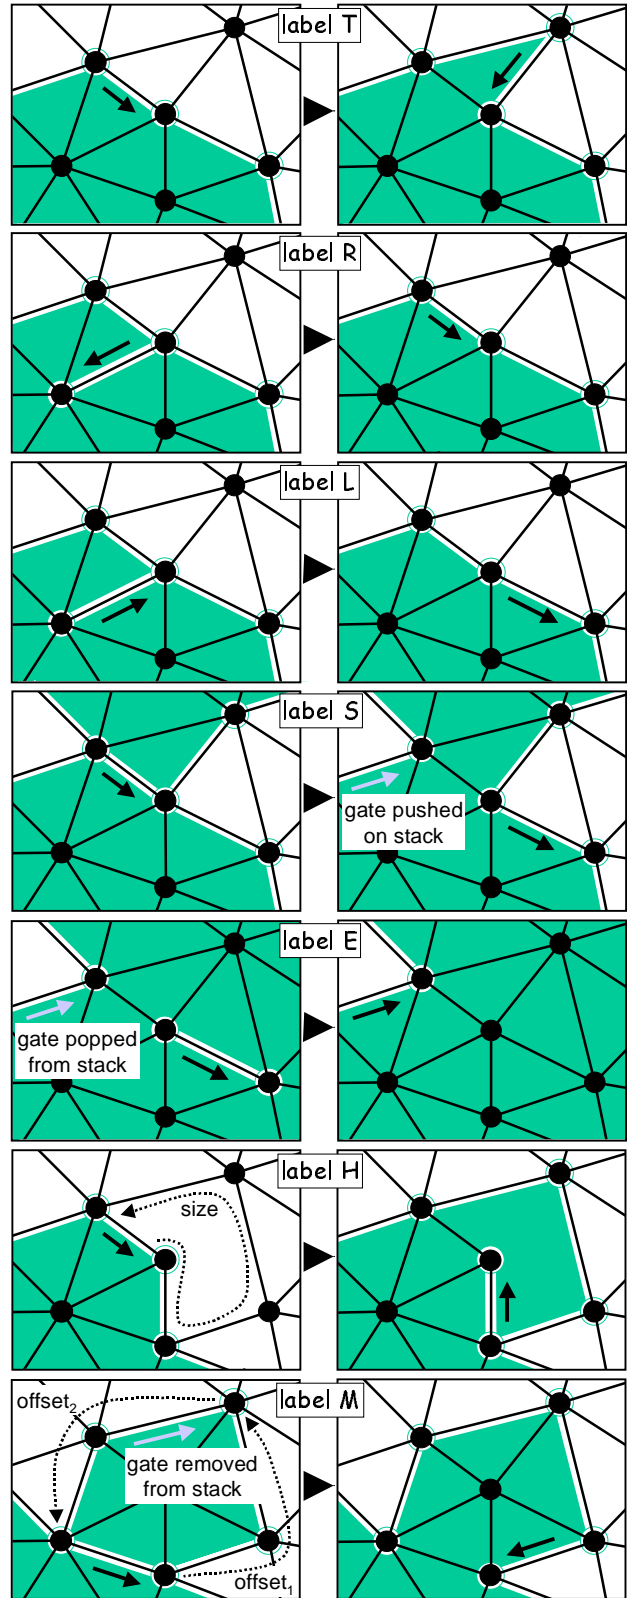 label T
label R
label L
label S
gate pushed
on stack
label E
gate popped
from stack
label H
size
label M
offset2
gate removed
from stack
offset1